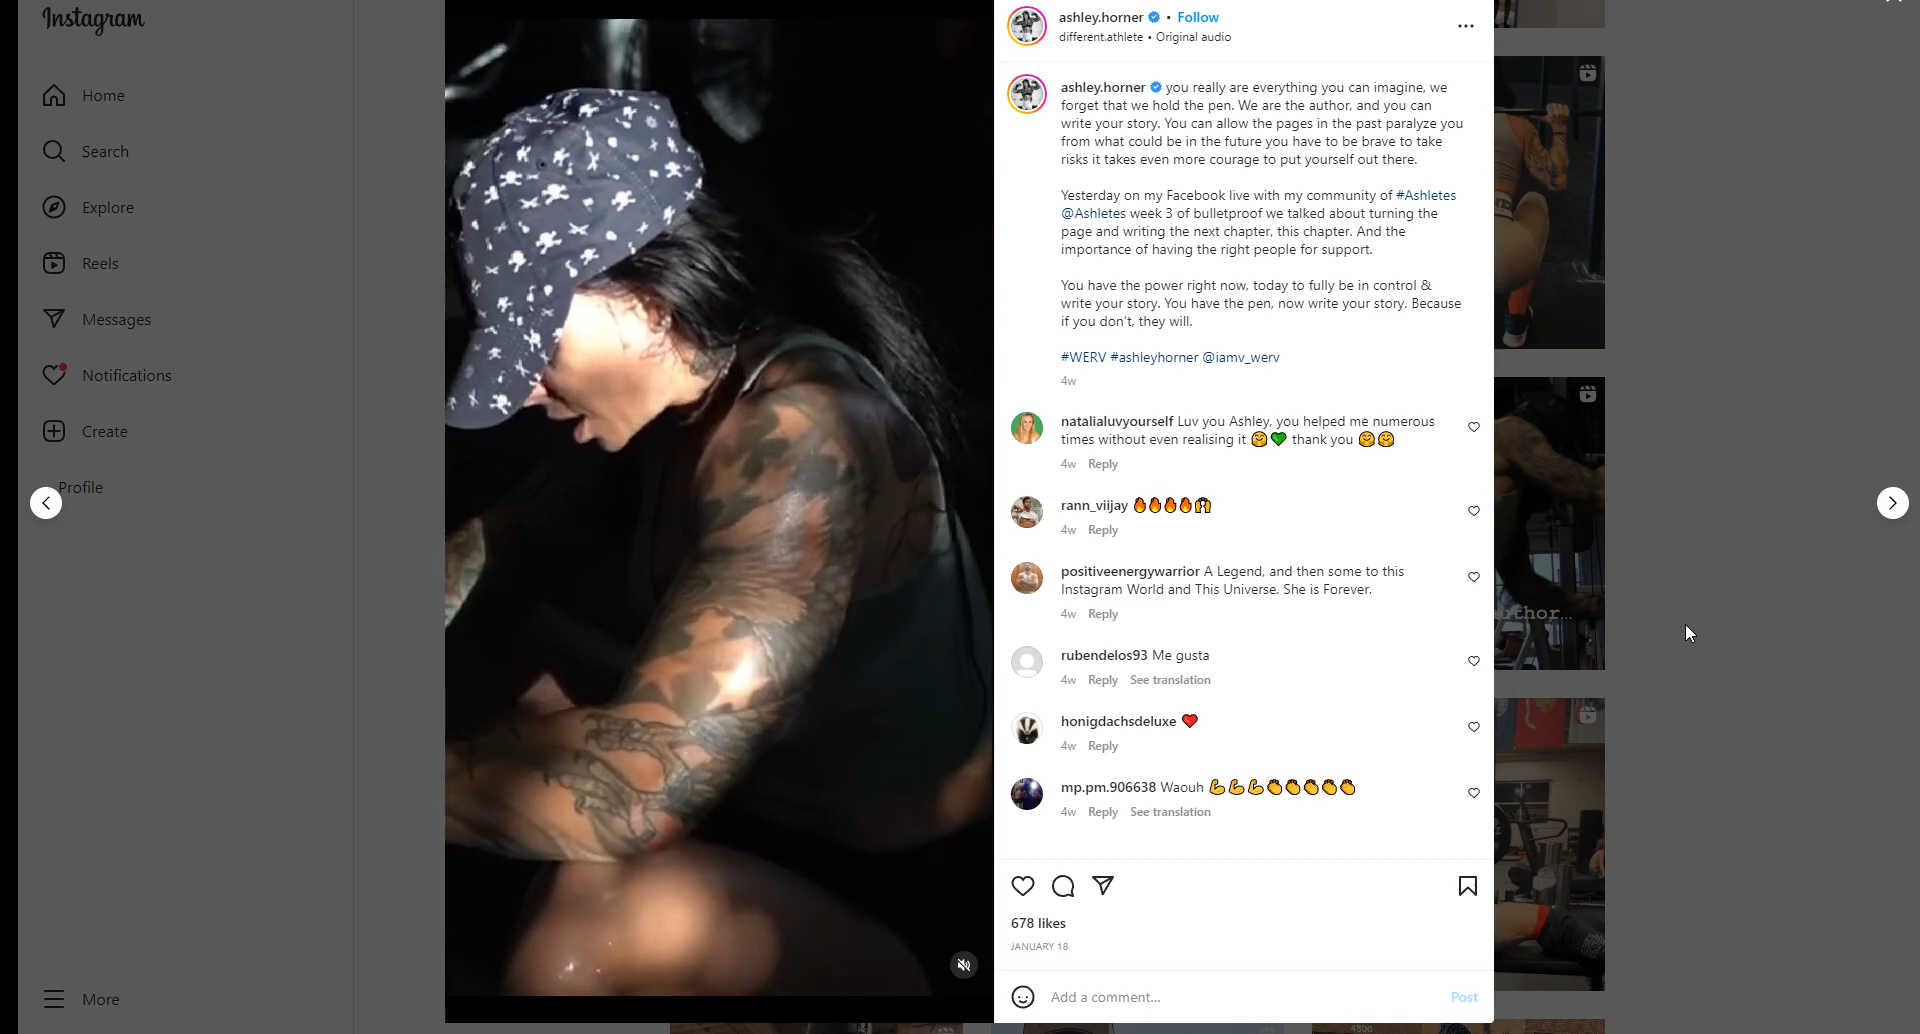 Instagram
Home
Search
Explore
Reels
Messages
Notifications
Create
Profile
More
ashley.horner • Follow
different.athlete • Original audio
ashley.horner you really are everything you can imagine, we
forget that we hold the pen. We are the author, and you can
write your story. You can allow the pages in the past paralyze you
from what could be in the future you have to be brave to take
risks it takes even more courage to put yourself out there.
Yesterday on my Facebook live with my community of #Ashletes
@Ashletes week 3 of bulletproof we talked about turning the
page and writing the next chapter, this chapter. And the
importance of having the right people for support.
You have the power right now, today to fully be in control &
write your story. You have the pen, now write your story. Because
if you don't, they will.
#WERV #ashleyhorner @iamv_werv
4w
natalialuvyourself Luv you Ashley, you helped me numerous
times without even realising it 🤗💚 thank you 🤗🤗
4w Reply
rann_viijay 🔥🔥🔥🔥🙌
4w Reply
positiveenergywarrior A Legend, and then some to this
Instagram World and This Universe. She is Forever.
4w Reply
rubendelos93 Me gusta
4w Reply See translation
honigdachsdeluxe ❤️
4w Reply
mp.pm.906638 Waouh 💪💪💪👏👏👏👏👏
4w Reply See translation
678 likes
JANUARY 18
Add a comment...
Post